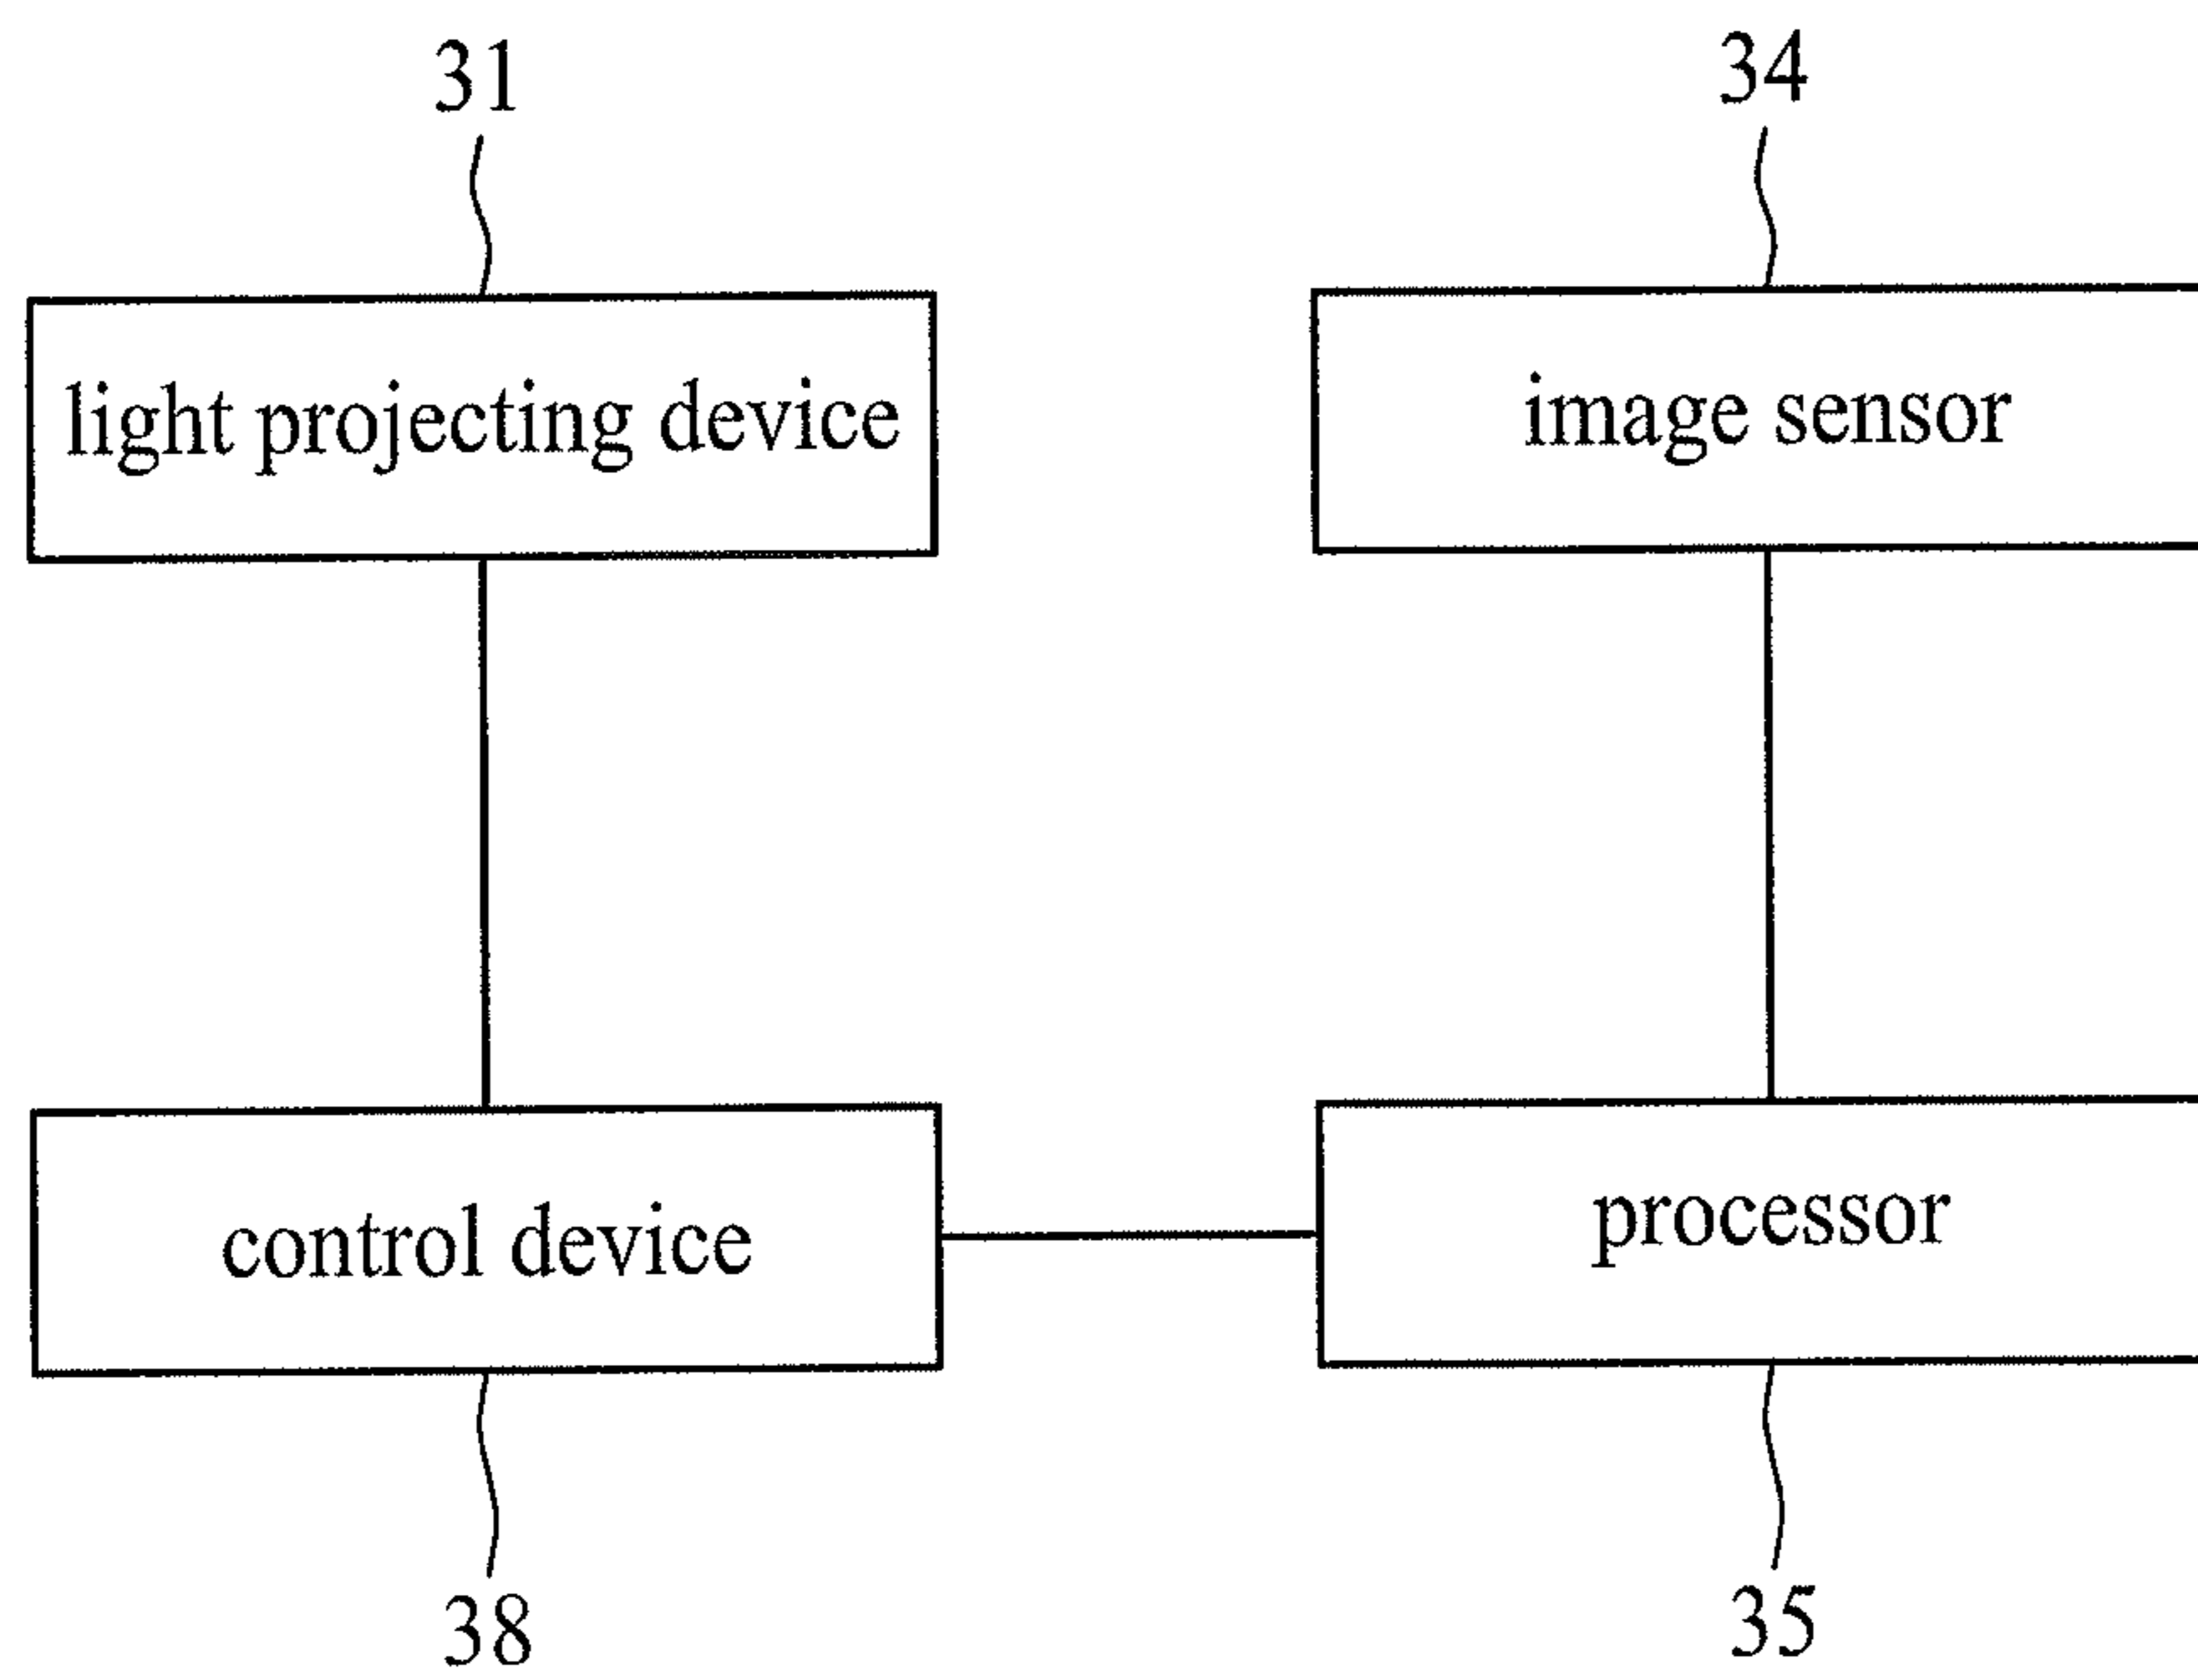 31
34
light projecting device
image sensor
control device
processor
38
35